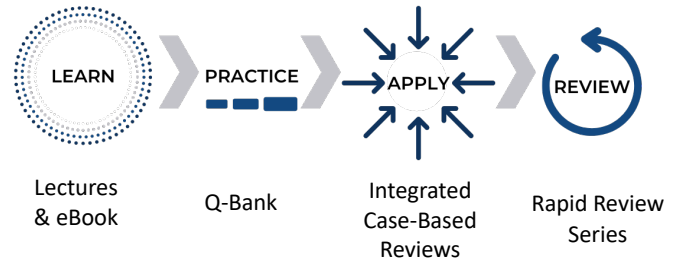 LEARN
PRACTICE
APPLY
REVIEW
Lectures
& eBook
Q-Bank
Integrated
Case-Based
Reviews
Rapid Review
Series